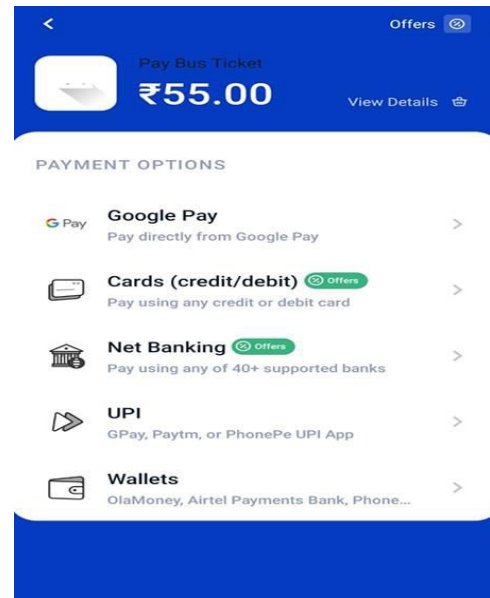 Offers
Pay Bus Ticket
₹55.00
View Details
PAYMENT OPTIONS
G Pay
Google Pay
Pay directly from Google Pay
Cards (credit/debit) Offers
Pay using any credit or debit card
Net Banking Offers
Pay using any of 40+ supported banks
UPI
GPay, Paytm, or PhonePe UPI App
Wallets
OlaMoney, Airtel Payments Bank, Phone...